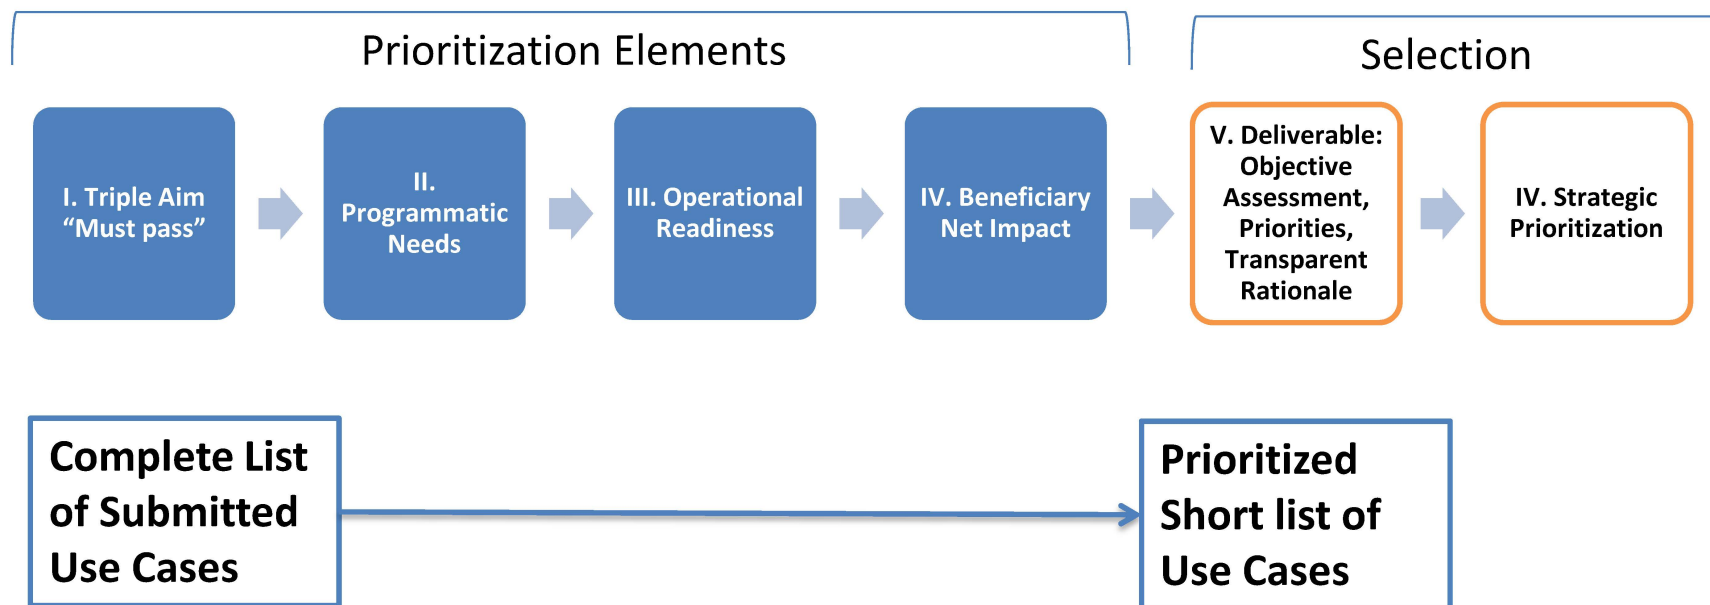 Prioritization Elements
Selection
I. Triple Aim
“Must pass”
II.
Programmatic
Needs
III. Operational
Readiness
IV. Beneficiary
Net Impact
V. Deliverable:
Objective
Assessment,
Priorities,
Transparent
Rationale
IV. Strategic
Prioritization
Complete List
of Submitted
Use Cases
Prioritized
Short list of
Use Cases